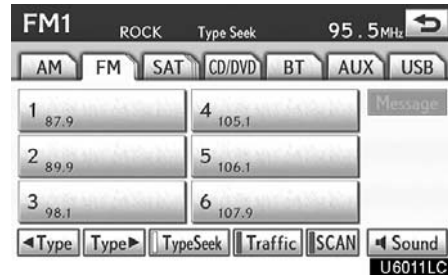 FM1 ROCK Type Seek 95.5MHz
AM FM SAT CD/DVD BT AUX USB
1 87.9 4 105.1 Message
2 89.9 5 106.1
3 98.1 6 107.9
◄Type Type► TypeSeek Traffic SCAN Sound
U6011LC